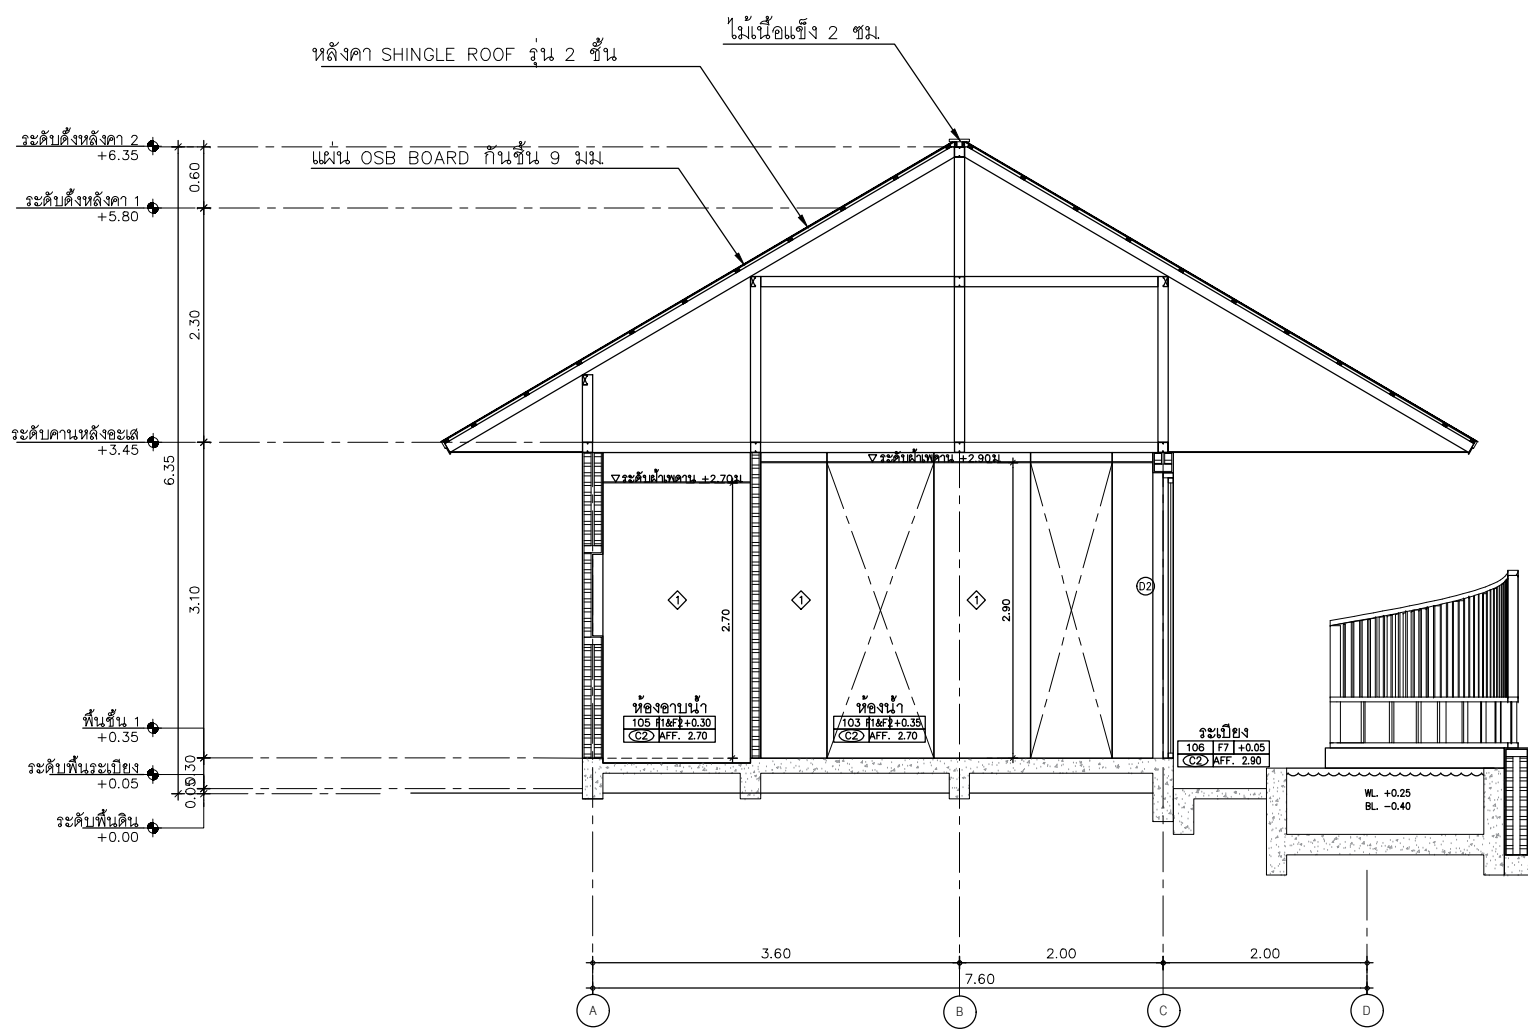 ไม้เนื้อแข็ง 2 ซม.
หลังคา SHINGLE ROOF รุ่น 2 ชั้น
ระดับดั้งหลังคา 2
+6.35
แผ่น OSB BOARD กันชื้น 9 มม.
0.60
ระดับดั้งหลังคา 1
+5.80
2.30
ระดับคานหลังอะเส
+3.45
6.35
▽ระดับฝ้าเพดาน +2.70ม
▽ระดับฝ้าเพดาน +2.90ม
3.10
1
1
1
D2
2.70
2.90
ห้องอาบน้ำ
105 F1&F2 +0.30
C2 AFF. 2.70
ห้องน้ำ
103 F1&F2 +0.35
C2 AFF. 2.70
พื้นชั้น 1
+0.35
ระเบียง
106 F7 +0.05
C2 AFF. 2.90
0.30
ระดับพื้นระเบียง
+0.05
0.05
WL. +0.25
BL. -0.40
ระดับพื้นดิน
+0.00
3.60 2.00 2.00
7.60
A B C D